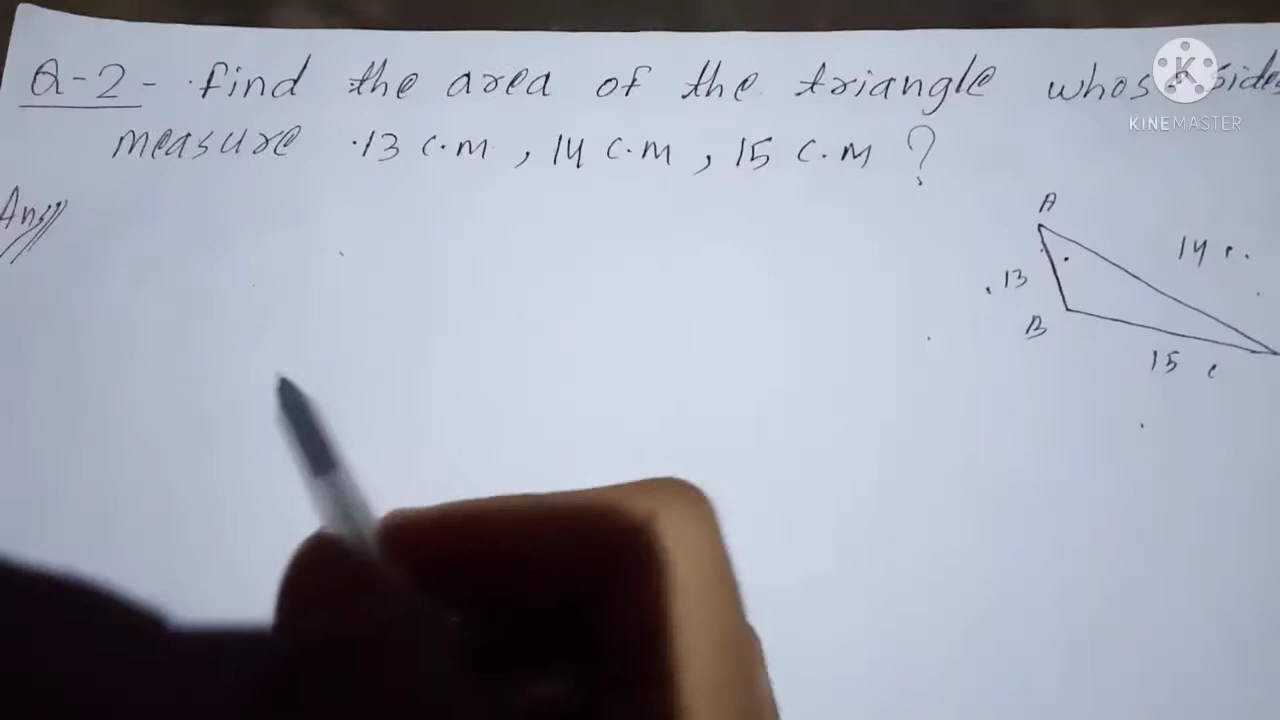 Q-2- find the area of the triangle whose sides
measure 13 c.m, 14 c.m, 15 c.m ?
Ans
A
14 c.
13
B
15 c
K
KINEMASTER